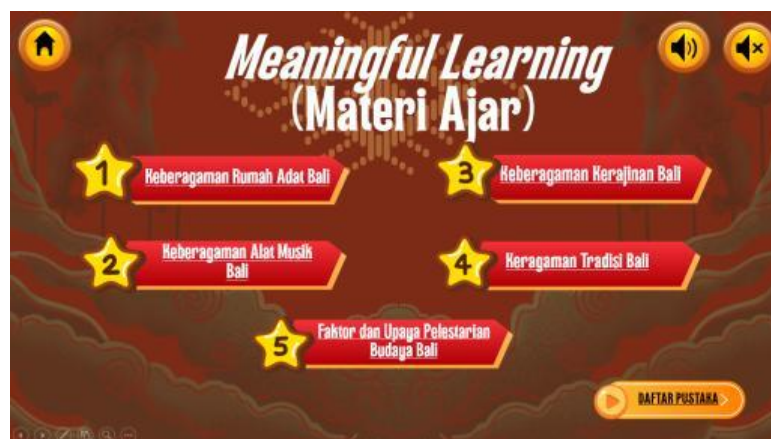 Meaningful Learning
(Materi Ajar)
1
Keberagaman Rumah Adat Bali
2
Keberagaman Alat Musik
Bali
3
Keberagaman Kerajinan Bali
4
Keragaman Tradisi Bali
5
Faktor dan Upaya Pelestarian
Budaya Bali
DAFTAR PUSTAKA